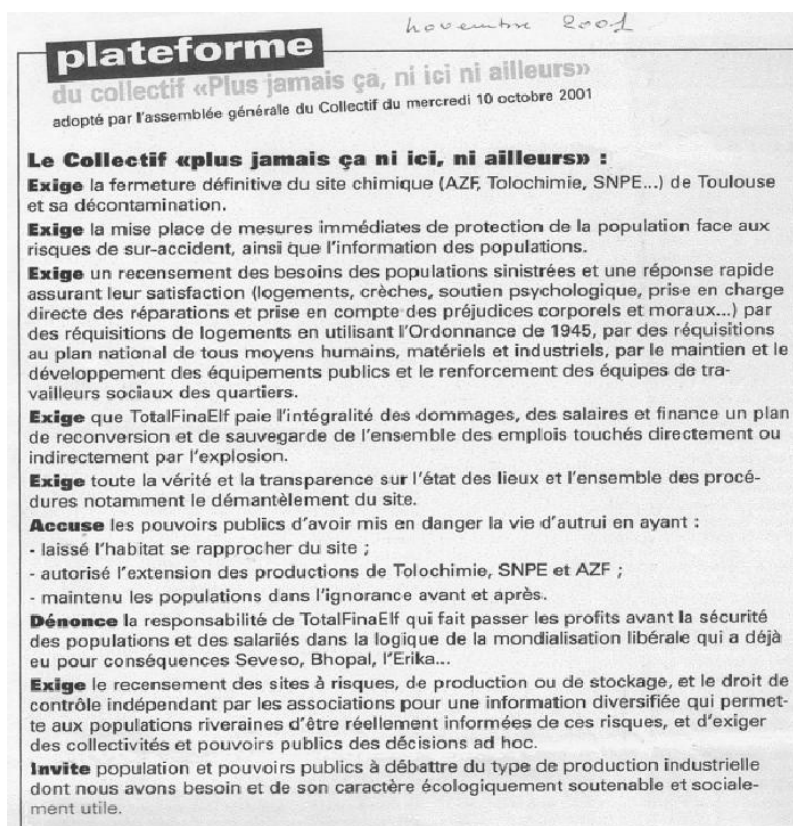 novembre 2001
plateforme
du collectif «Plus jamais ça, ni ici ni ailleurs»
adopté par l'assemblée générale du Collectif du mercredi 10 octobre 2001
Le Collectif «plus jamais ça ni ici, ni ailleurs» :
Exige la fermeture définitive du site chimique (AZF, Tolochimie, SNPE...) de Toulouse
et sa décontamination.
Exige la mise place de mesures immédiates de protection de la population face aux
risques de sur-accident, ainsi que l'information des populations.
Exige un recensement des besoins des populations sinistrées et une réponse rapide
assurant leur satisfaction (logements, crèches, soutien psychologique, prise en charge
directe des réparations et prise en compte des préjudices corporels et moraux...) par
des réquisitions de logements en utilisant l'Ordonnance de 1945, par des réquisitions
au plan national de tous moyens humains, matériels et industriels, par le maintien et le
développement des équipements publics et le renforcement des équipes de tra-
vailleurs sociaux des quartiers.
Exige que TotalFinaElf paie l'intégralité des dommages, des salaires et finance un plan
de reconversion et de sauvegarde de l'ensemble des emplois touchés directement ou
indirectement par l'explosion.
Exige toute la vérité et la transparence sur l'état des lieux et l'ensemble des procé-
dures notamment le démantèlement du site.
Accuse les pouvoirs publics d'avoir mis en danger la vie d'autrui en ayant :
- laissé l'habitat se rapprocher du site ;
- autorisé l'extension des productions de Tolochimie, SNPE et AZF ;
- maintenu les populations dans l'ignorance avant et après.
Dénonce la responsabilité de TotalFinaElf qui fait passer les profits avant la sécurité
des populations et des salariés dans la logique de la mondialisation libérale qui a déjà
eu pour conséquences Seveso, Bhopal, l'Erika...
Exige le recensement des sites à risques, de production ou de stockage, et le droit de
contrôle indépendant par les associations pour une information diversifiée qui permet-
te aux populations riveraines d'être réellement informées de ces risques, et d'exiger
des collectivités et pouvoirs publics des décisions ad hoc.
Invite population et pouvoirs publics à débattre du type de production industrielle
dont nous avons besoin et de son caractère écologiquement soutenable et sociale-
ment utile.